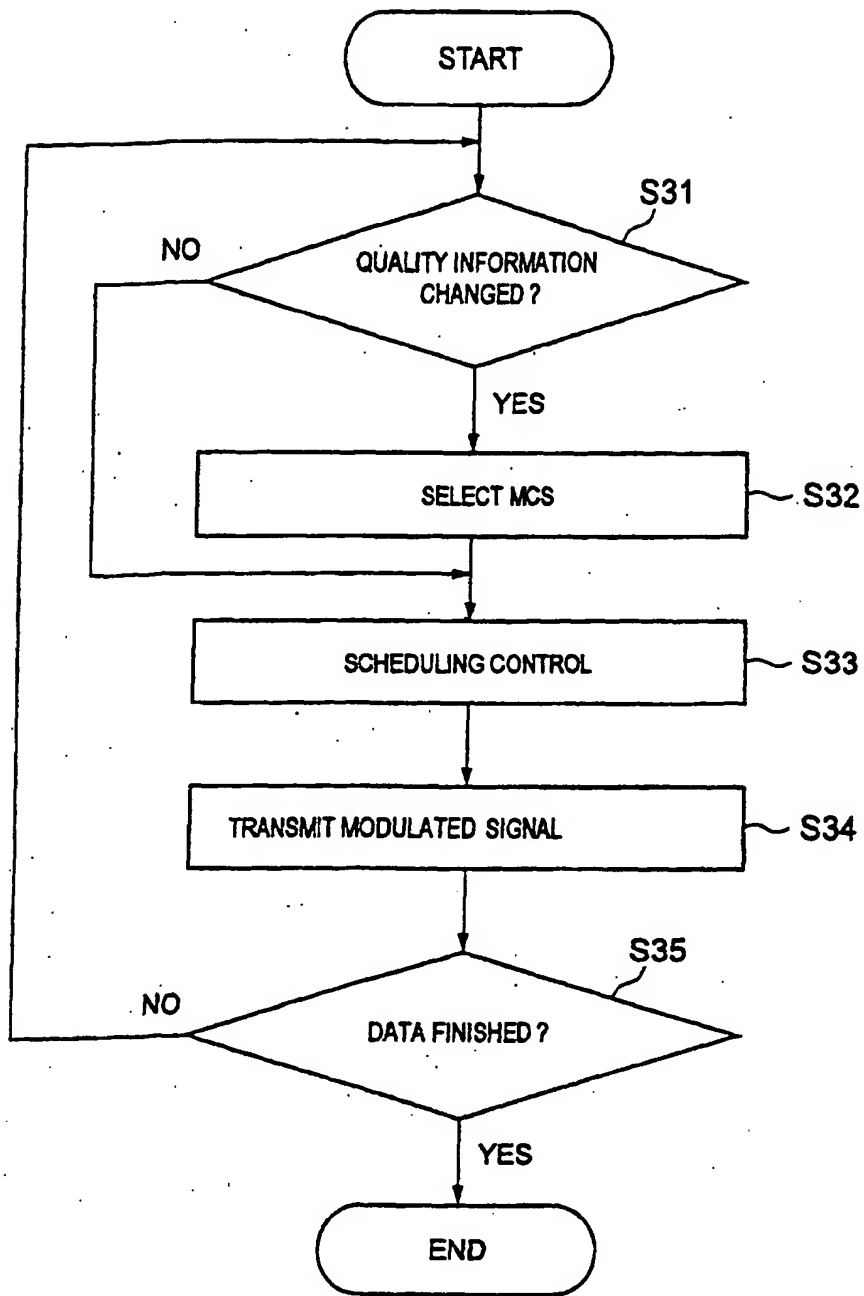 START
S31
NO
QUALITY INFORMATION
CHANGED ?
YES
SELECT MCS
S32
SCHEDULING CONTROL
S33
TRANSMIT MODULATED SIGNAL
S34
S35
NO
DATA FINISHED ?
YES
END